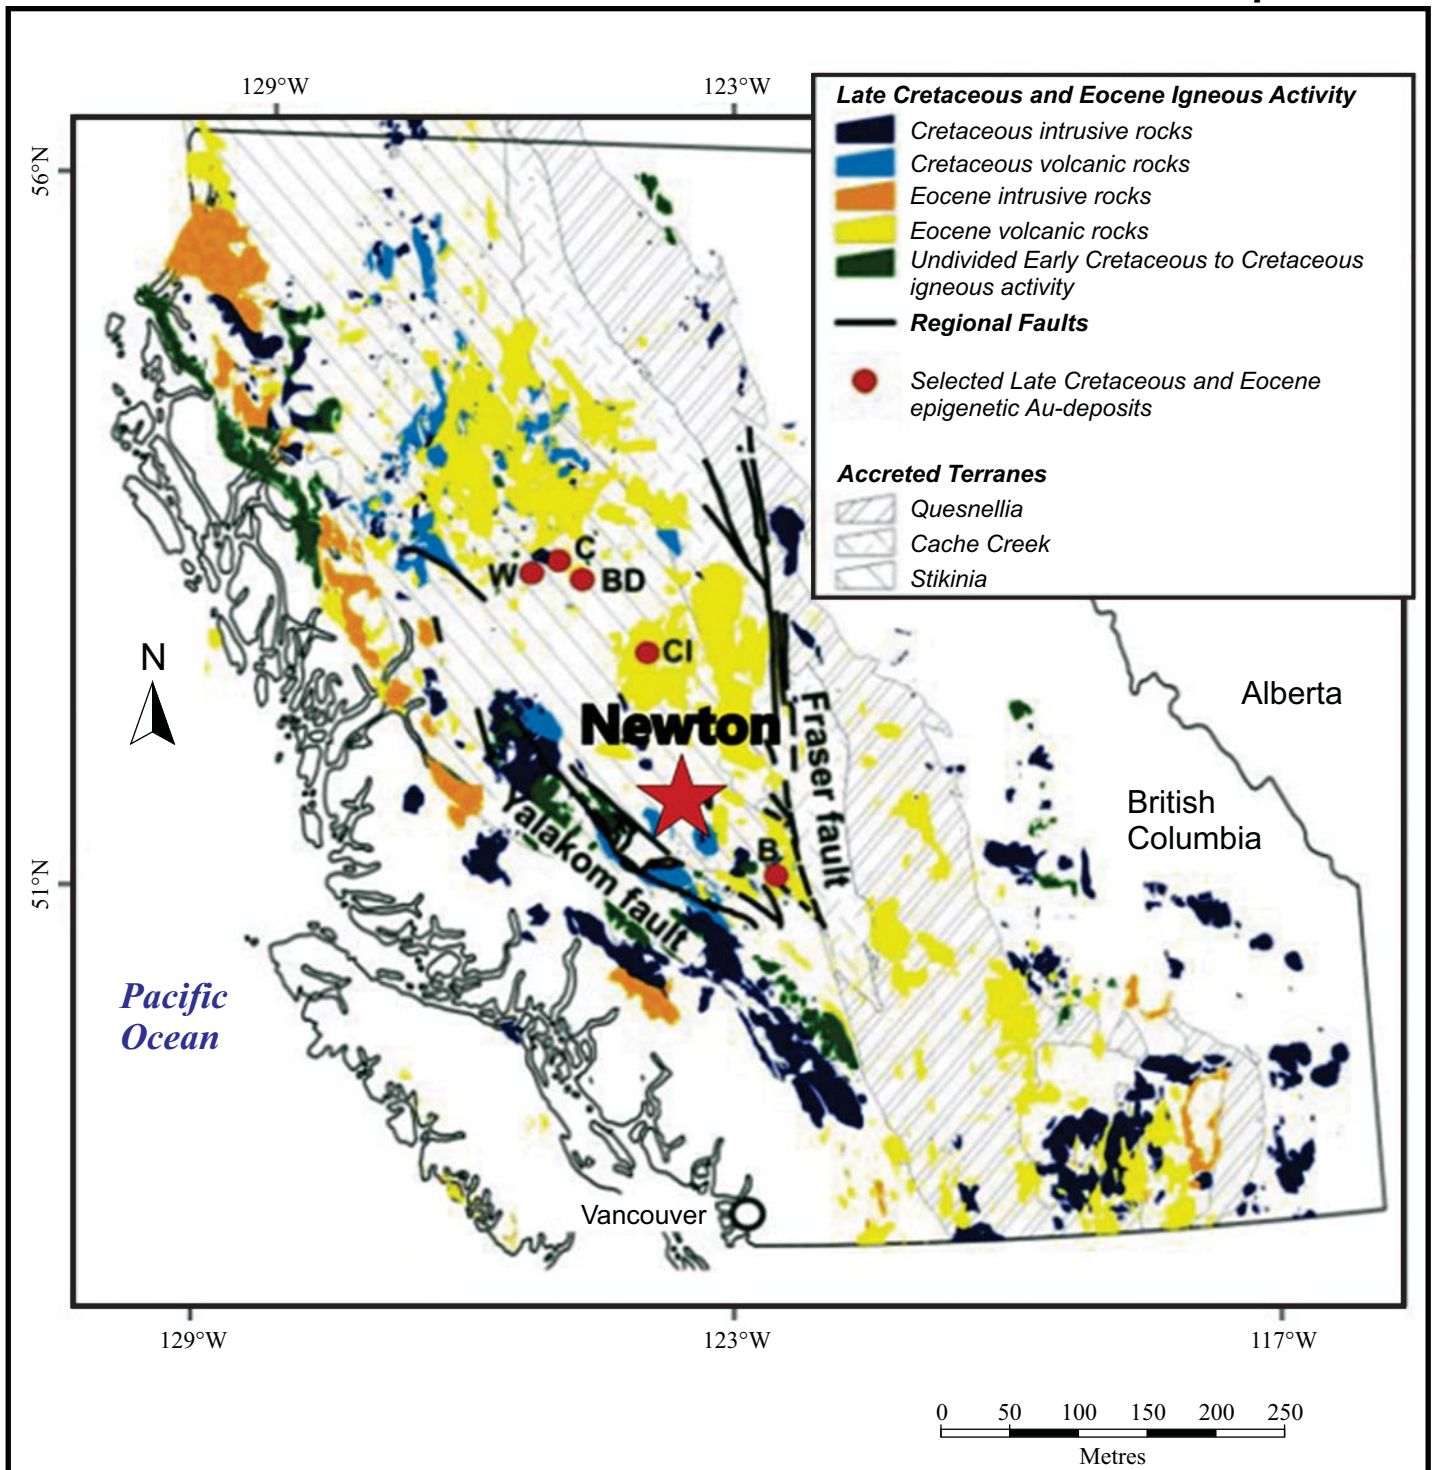 129°W
123°W
56°N
Late Cretaceous and Eocene Igneous Activity
Cretaceous intrusive rocks
Cretaceous volcanic rocks
Eocene intrusive rocks
Eocene volcanic rocks
Undivided Early Cretaceous to Cretaceous
igneous activity
Regional Faults
Selected Late Cretaceous and Eocene
epigenetic Au-deposits
Accreted Terranes
Quesnellia
Cache Creek
Stikinia
C
W
BD
CI
N
Alberta
Newton
Fraser fault
British
Columbia
Yalakom fault
B
51°N
Pacific
Ocean
Vancouver
129°W
123°W
117°W
0 50 100 150 200 250
Metres